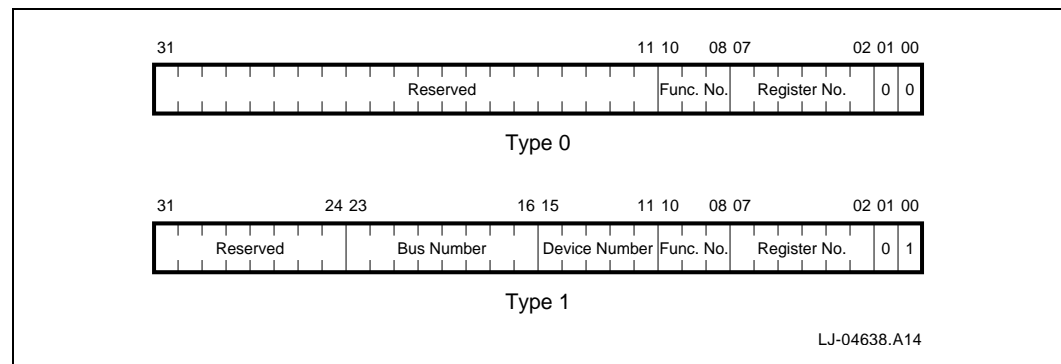 31 11 10 08 07 02 01 00
Reserved Func. No. Register No. 0 0
Type 0
31 24 23 16 15 11 10 08 07 02 01 00
Reserved Bus Number Device Number Func. No. Register No. 0 1
Type 1
LJ-04638.A14